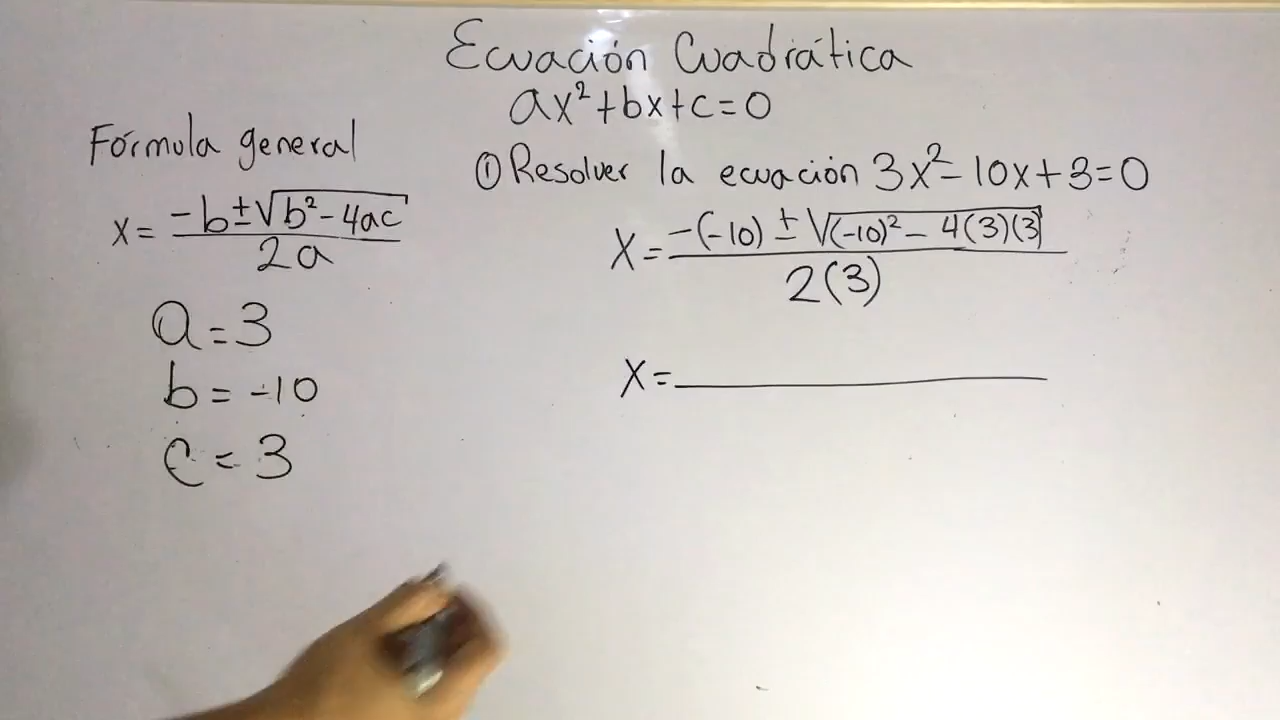 Ecuación Cuadrática
ax²+bx+c=0
Fórmula general
x = (-b±√(b²-4ac))/(2a)
a=3
b=-10
c=3
① Resolver la ecuación 3x²-10x+3=0
X = (-(-10) ± √((-10)² - 4(3)(3)))/(2(3))
X=